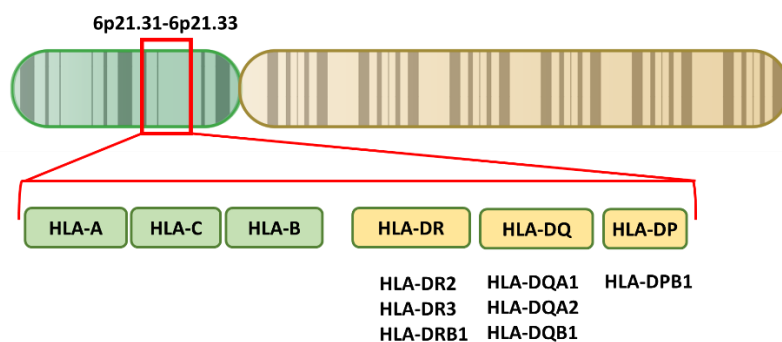 6p21.31-6p21.33
HLA-A HLA-C HLA-B HLA-DR HLA-DQ HLA-DP
HLA-DR2 HLA-DQA1 HLA-DPB1
HLA-DR3 HLA-DQA2
HLA-DRB1 HLA-DQB1